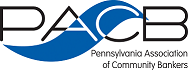 PACB
Pennsylvania Association
of Community Bankers